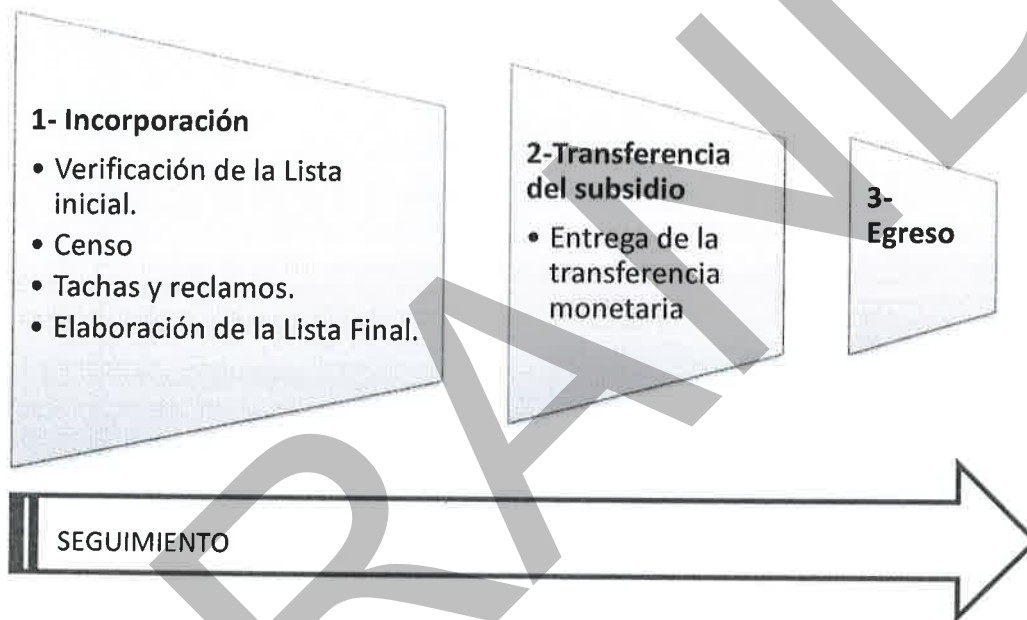 1- Incorporación
• Verificación de la Lista
inicial.
• Censo
• Tachas y reclamos.
• Elaboración de la Lista Final.
2-Transferencia
del subsidio
• Entrega de la
transferencia
monetaria
3-
Egreso
SEGUIMIENTO